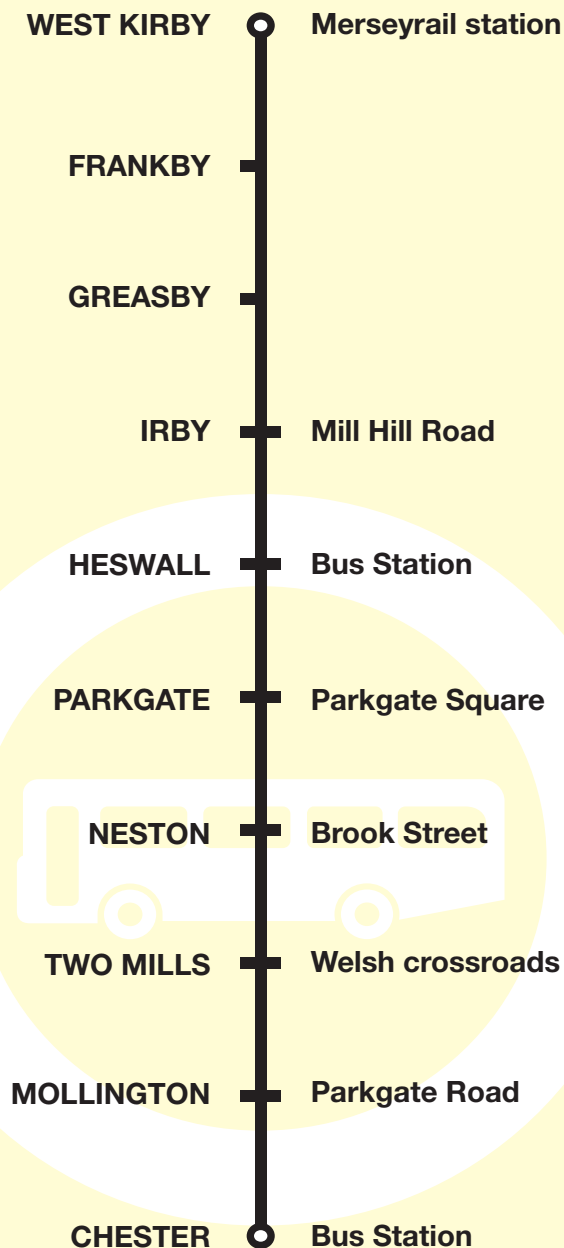 WEST KIRBY Merseyrail station
FRANKBY
GREASBY
IRBY Mill Hill Road
HESWALL Bus Station
PARKGATE Parkgate Square
NESTON Brook Street
TWO MILLS Welsh crossroads
MOLLINGTON Parkgate Road
CHESTER Bus Station